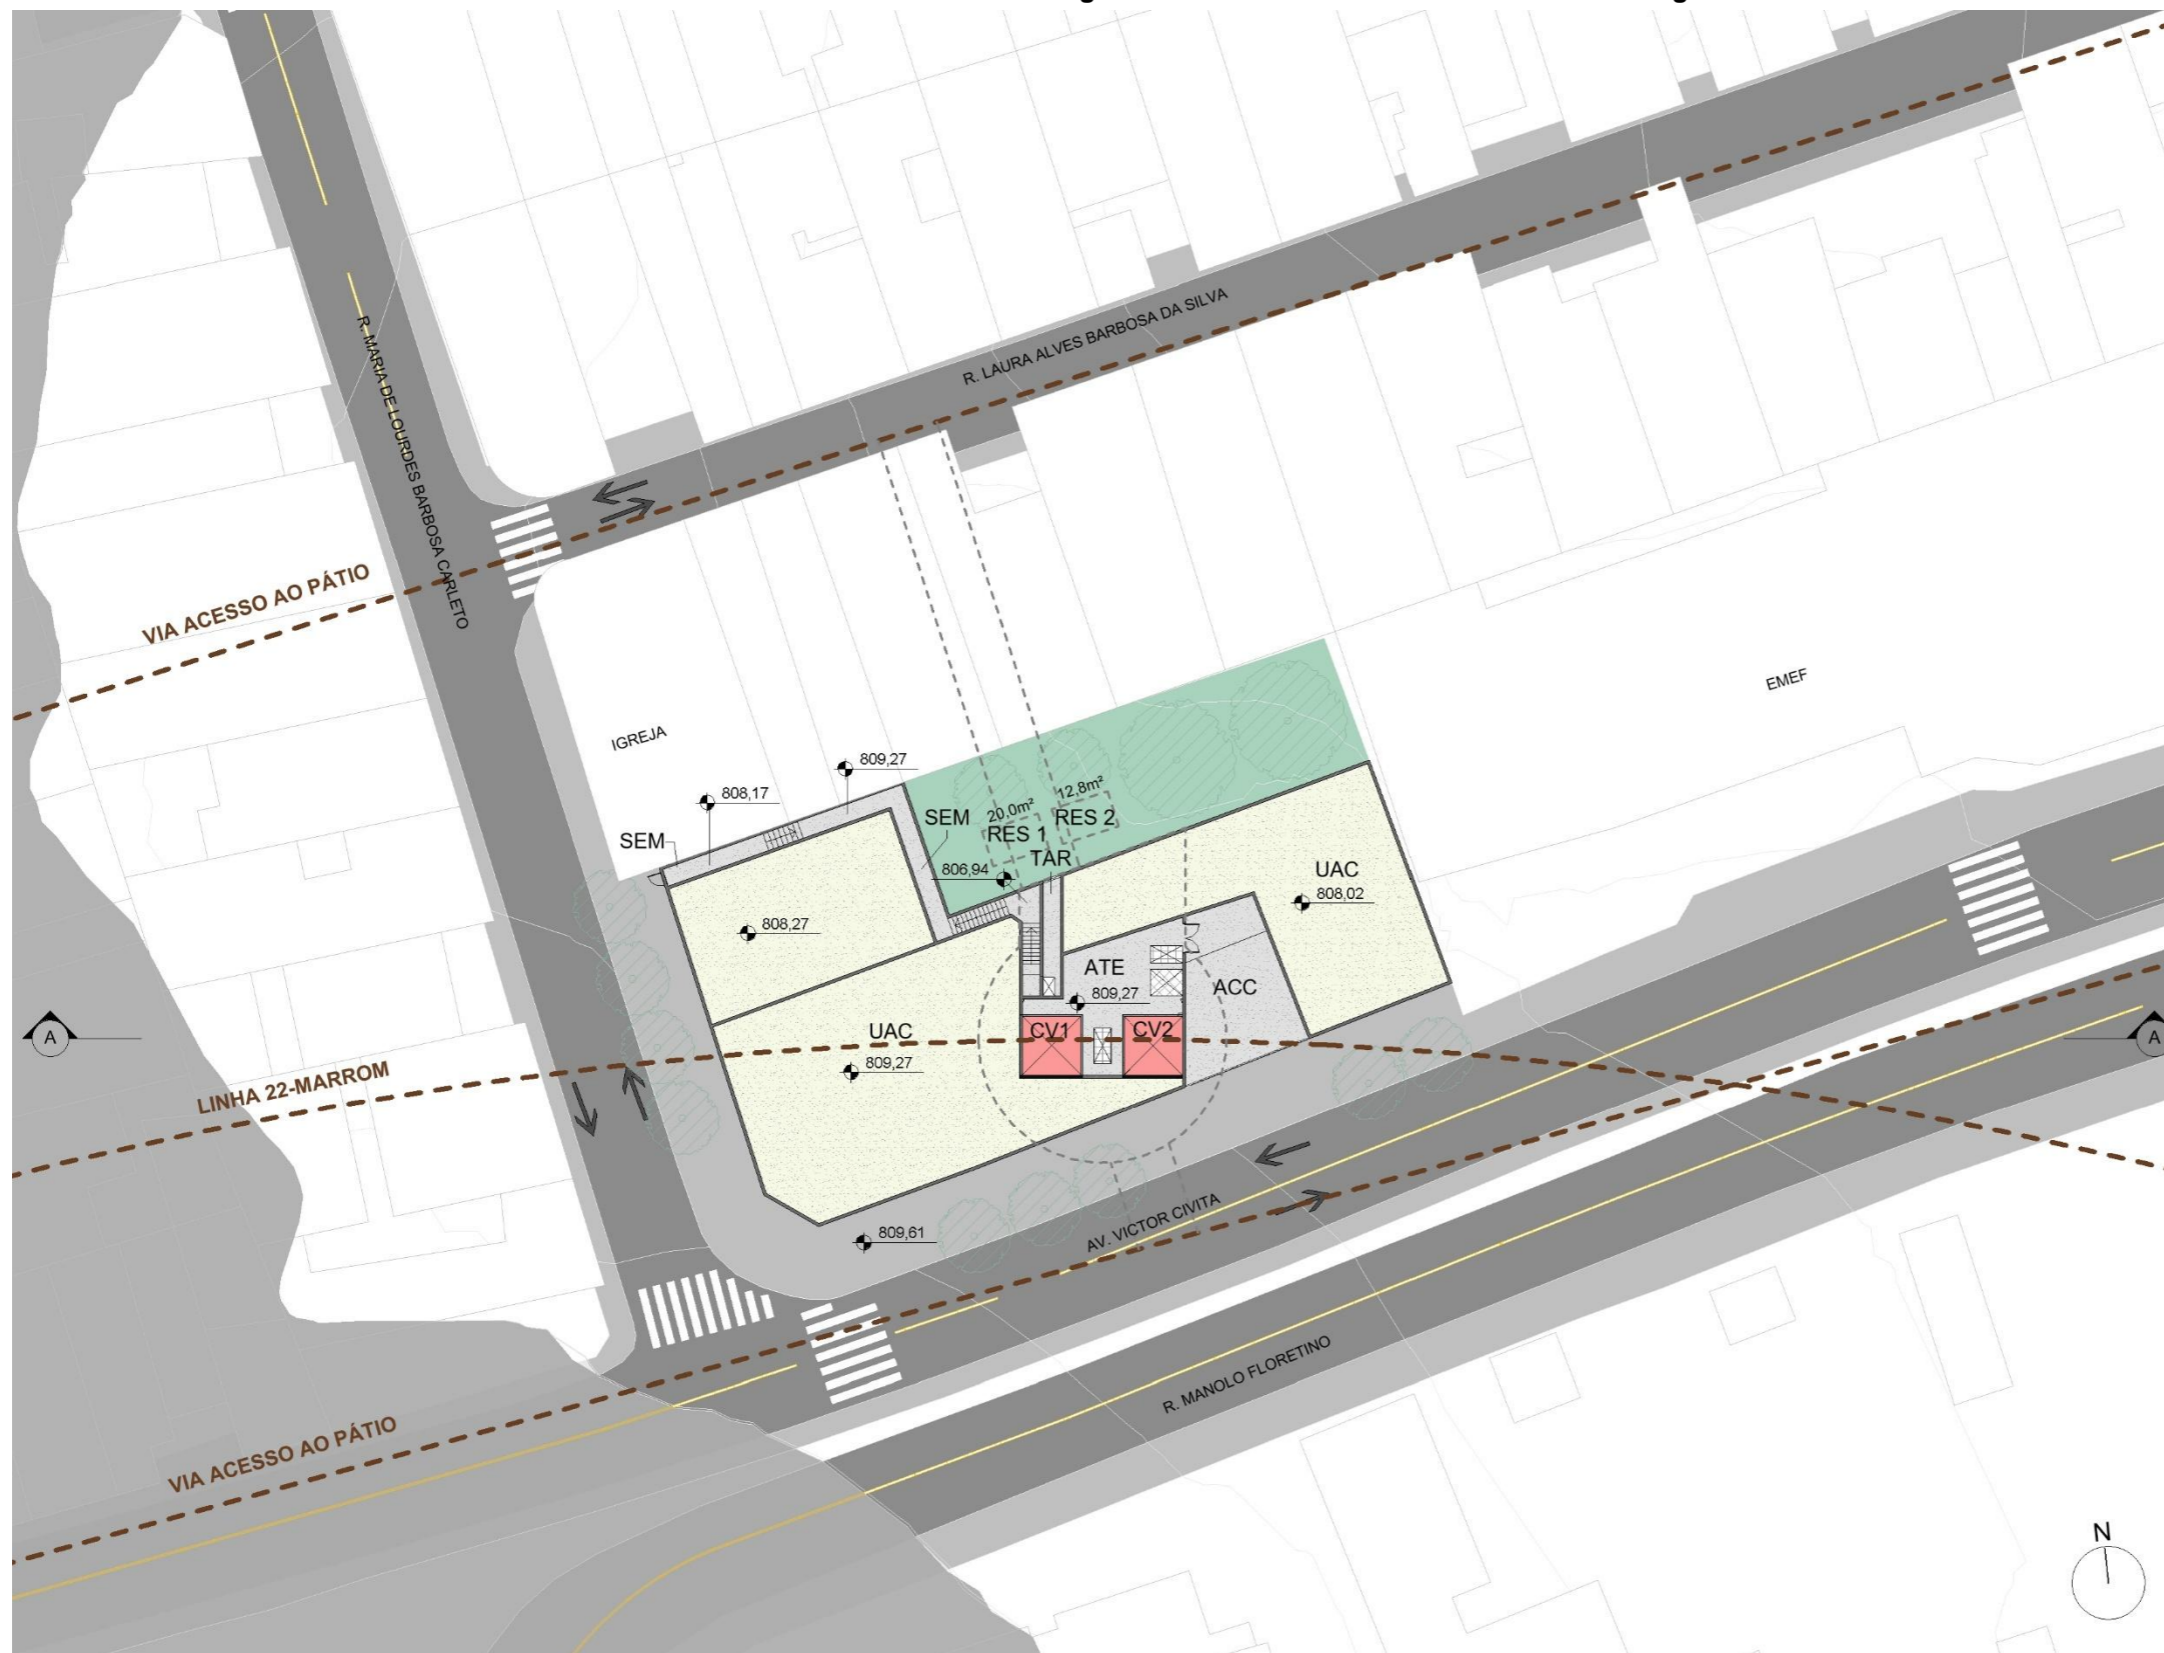 R. MARIA DE LOURDES BARBOSA CARLETO
R. LAURA ALVES BARBOSA DA SILVA
VIA ACESSO AO PÁTIO
IGREJA
EMEF
809,27
808,17
SEM
SEM
20,0m²
RES 1
12,8m²
RES 2
TAR
806,94
UAC
808,02
808,27
ATE
809,27
ACC
UAC
809,27
CV1
CV2
A
A
LINHA 22-MARROM
809,61
AV. VICTOR CIVITA
R. MANOLO FLORETINO
VIA ACESSO AO PÁTIO
N